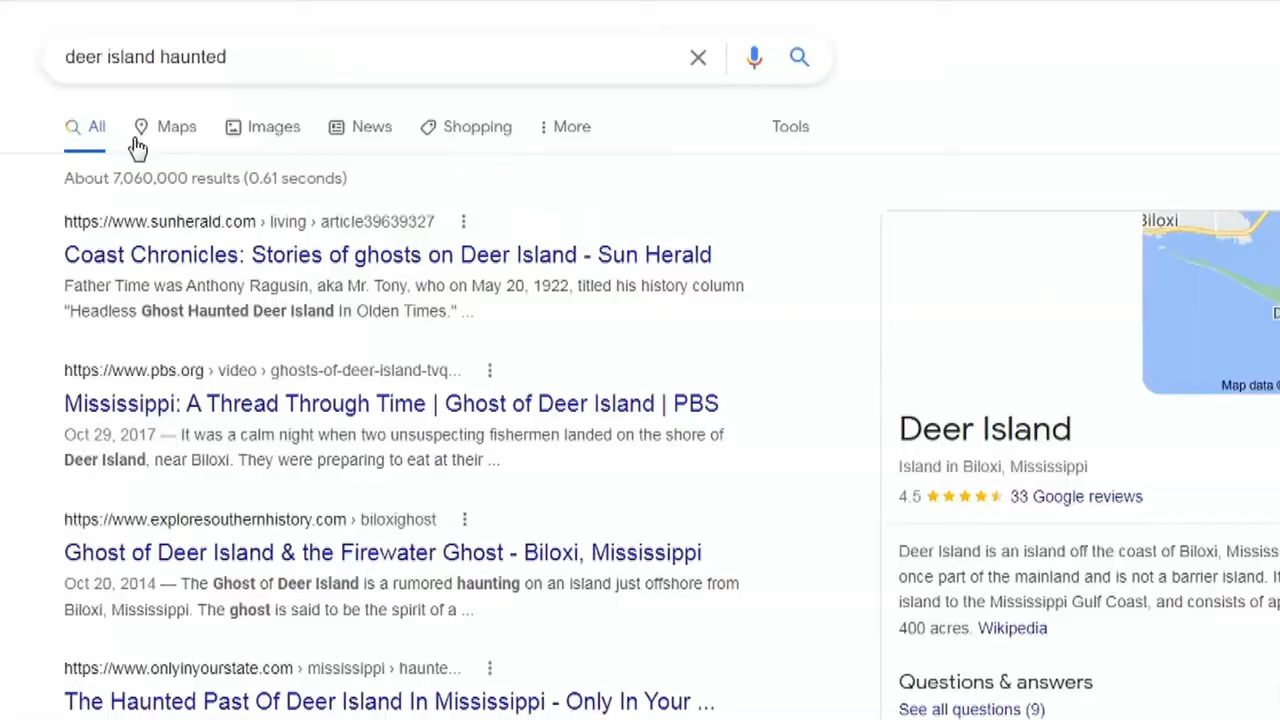 deer island haunted
All Maps Images News Shopping More Tools
About 7,060,000 results (0.61 seconds)
https://www.sunherald.com › living › article39639327
Coast Chronicles: Stories of ghosts on Deer Island - Sun Herald
Father Time was Anthony Ragusin, aka Mr. Tony, who on May 20, 1922, titled his history column
"Headless Ghost Haunted Deer Island In Olden Times." ...
https://www.pbs.org › video › ghosts-of-deer-island-tvq...
Mississippi: A Thread Through Time | Ghost of Deer Island | PBS
Oct 29, 2017 — It was a calm night when two unsuspecting fishermen landed on the shore of
Deer Island, near Biloxi. They were preparing to eat at their ...
https://www.exploresouthernhistory.com › biloxighost
Ghost of Deer Island & the Firewater Ghost - Biloxi, Mississippi
Oct 20, 2014 — The Ghost of Deer Island is a rumored haunting on an island just offshore from
Biloxi, Mississippi. The ghost is said to be the spirit of a ...
https://www.onlyinyourstate.com › mississippi › haunte...
The Haunted Past Of Deer Island In Mississippi - Only In Your ...
Biloxi
Map data ©
Deer Island
Island in Biloxi, Mississippi
4.5 33 Google reviews
Deer Island is an island off the coast of Biloxi, Mississ
once part of the mainland and is not a barrier island. I
island to the Mississippi Gulf Coast, and consists of ap
400 acres. Wikipedia
Questions & answers
See all questions (9)